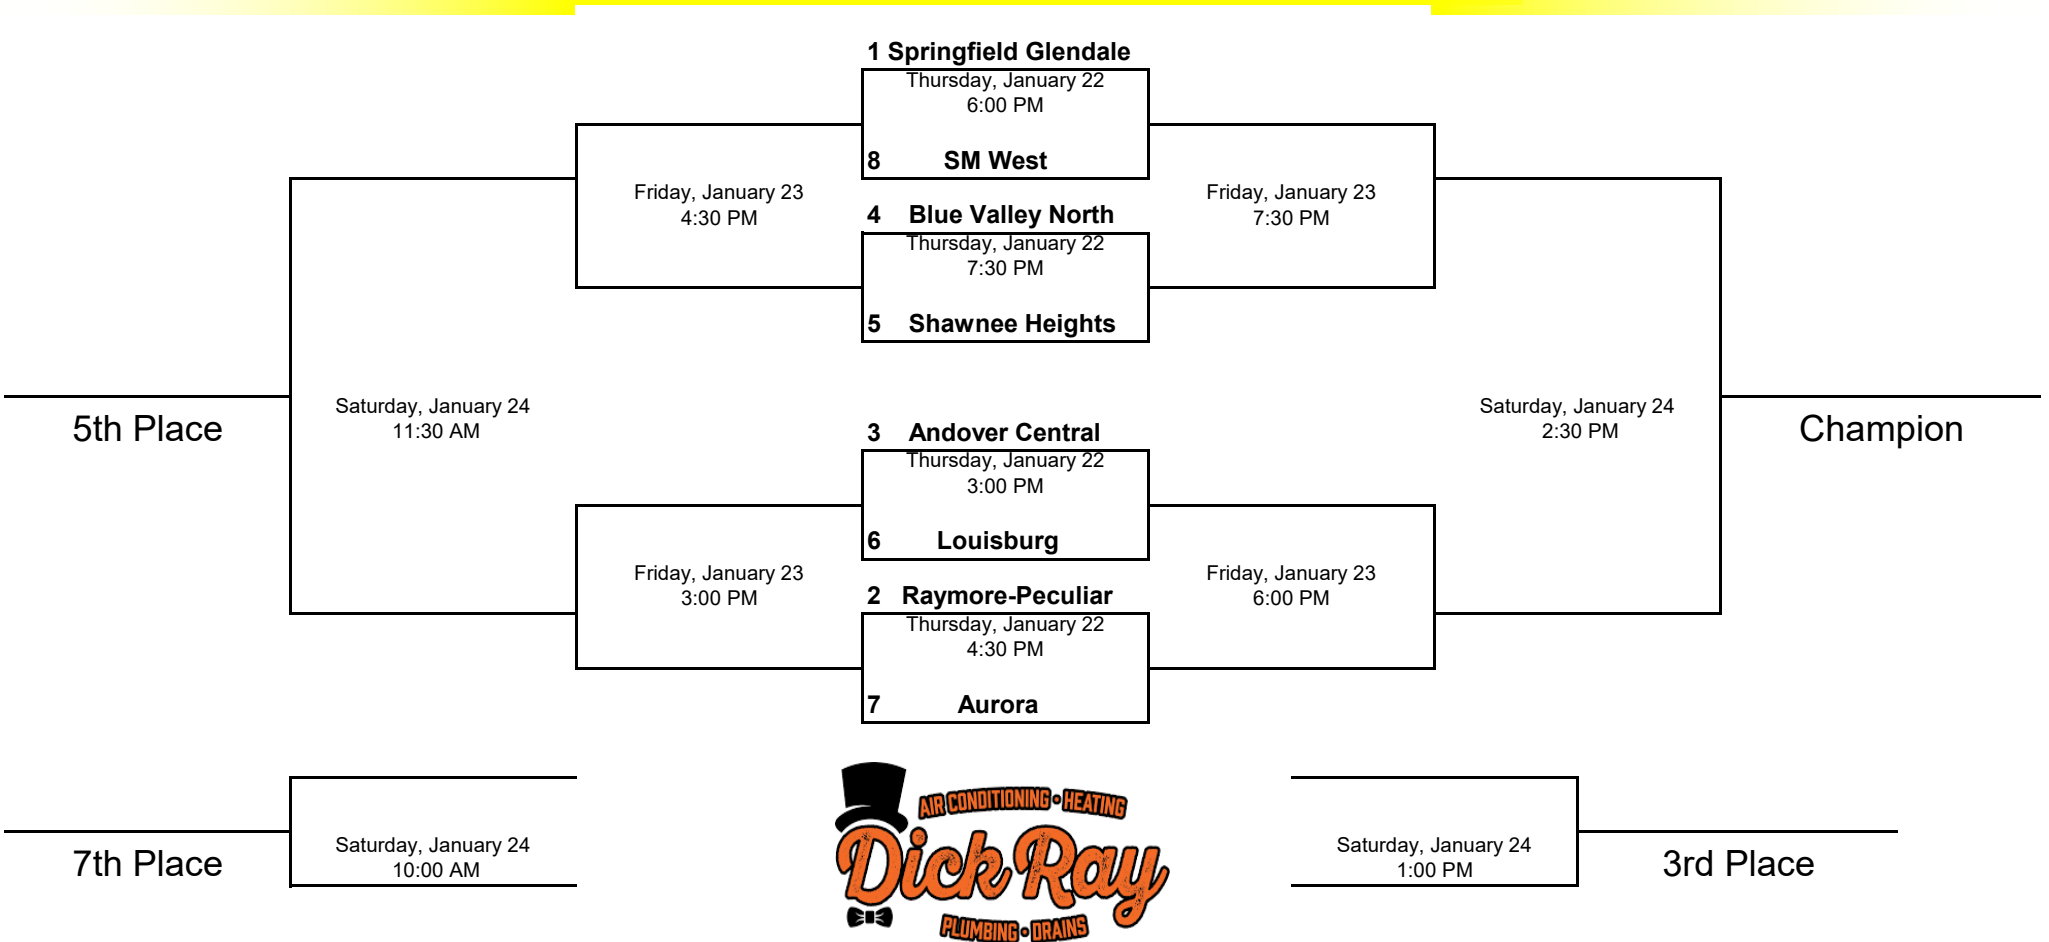 1 Springfield Glendale
Thursday, January 22
6:00 PM
8 SM West
Friday, January 23
4:30 PM
Friday, January 23
7:30 PM
4 Blue Valley North
Thursday, January 22
7:30 PM
5 Shawnee Heights
Saturday, January 24
11:30 AM
5th Place
Saturday, January 24
2:30 PM
Champion
3 Andover Central
Thursday, January 22
3:00 PM
6 Louisburg
Friday, January 23
3:00 PM
Friday, January 23
6:00 PM
2 Raymore-Peculiar
Thursday, January 22
4:30 PM
7 Aurora
Saturday, January 24
10:00 AM
7th Place
AIR CONDITIONING • HEATING
Dick Ray
PLUMBING • DRAINS
Saturday, January 24
1:00 PM
3rd Place